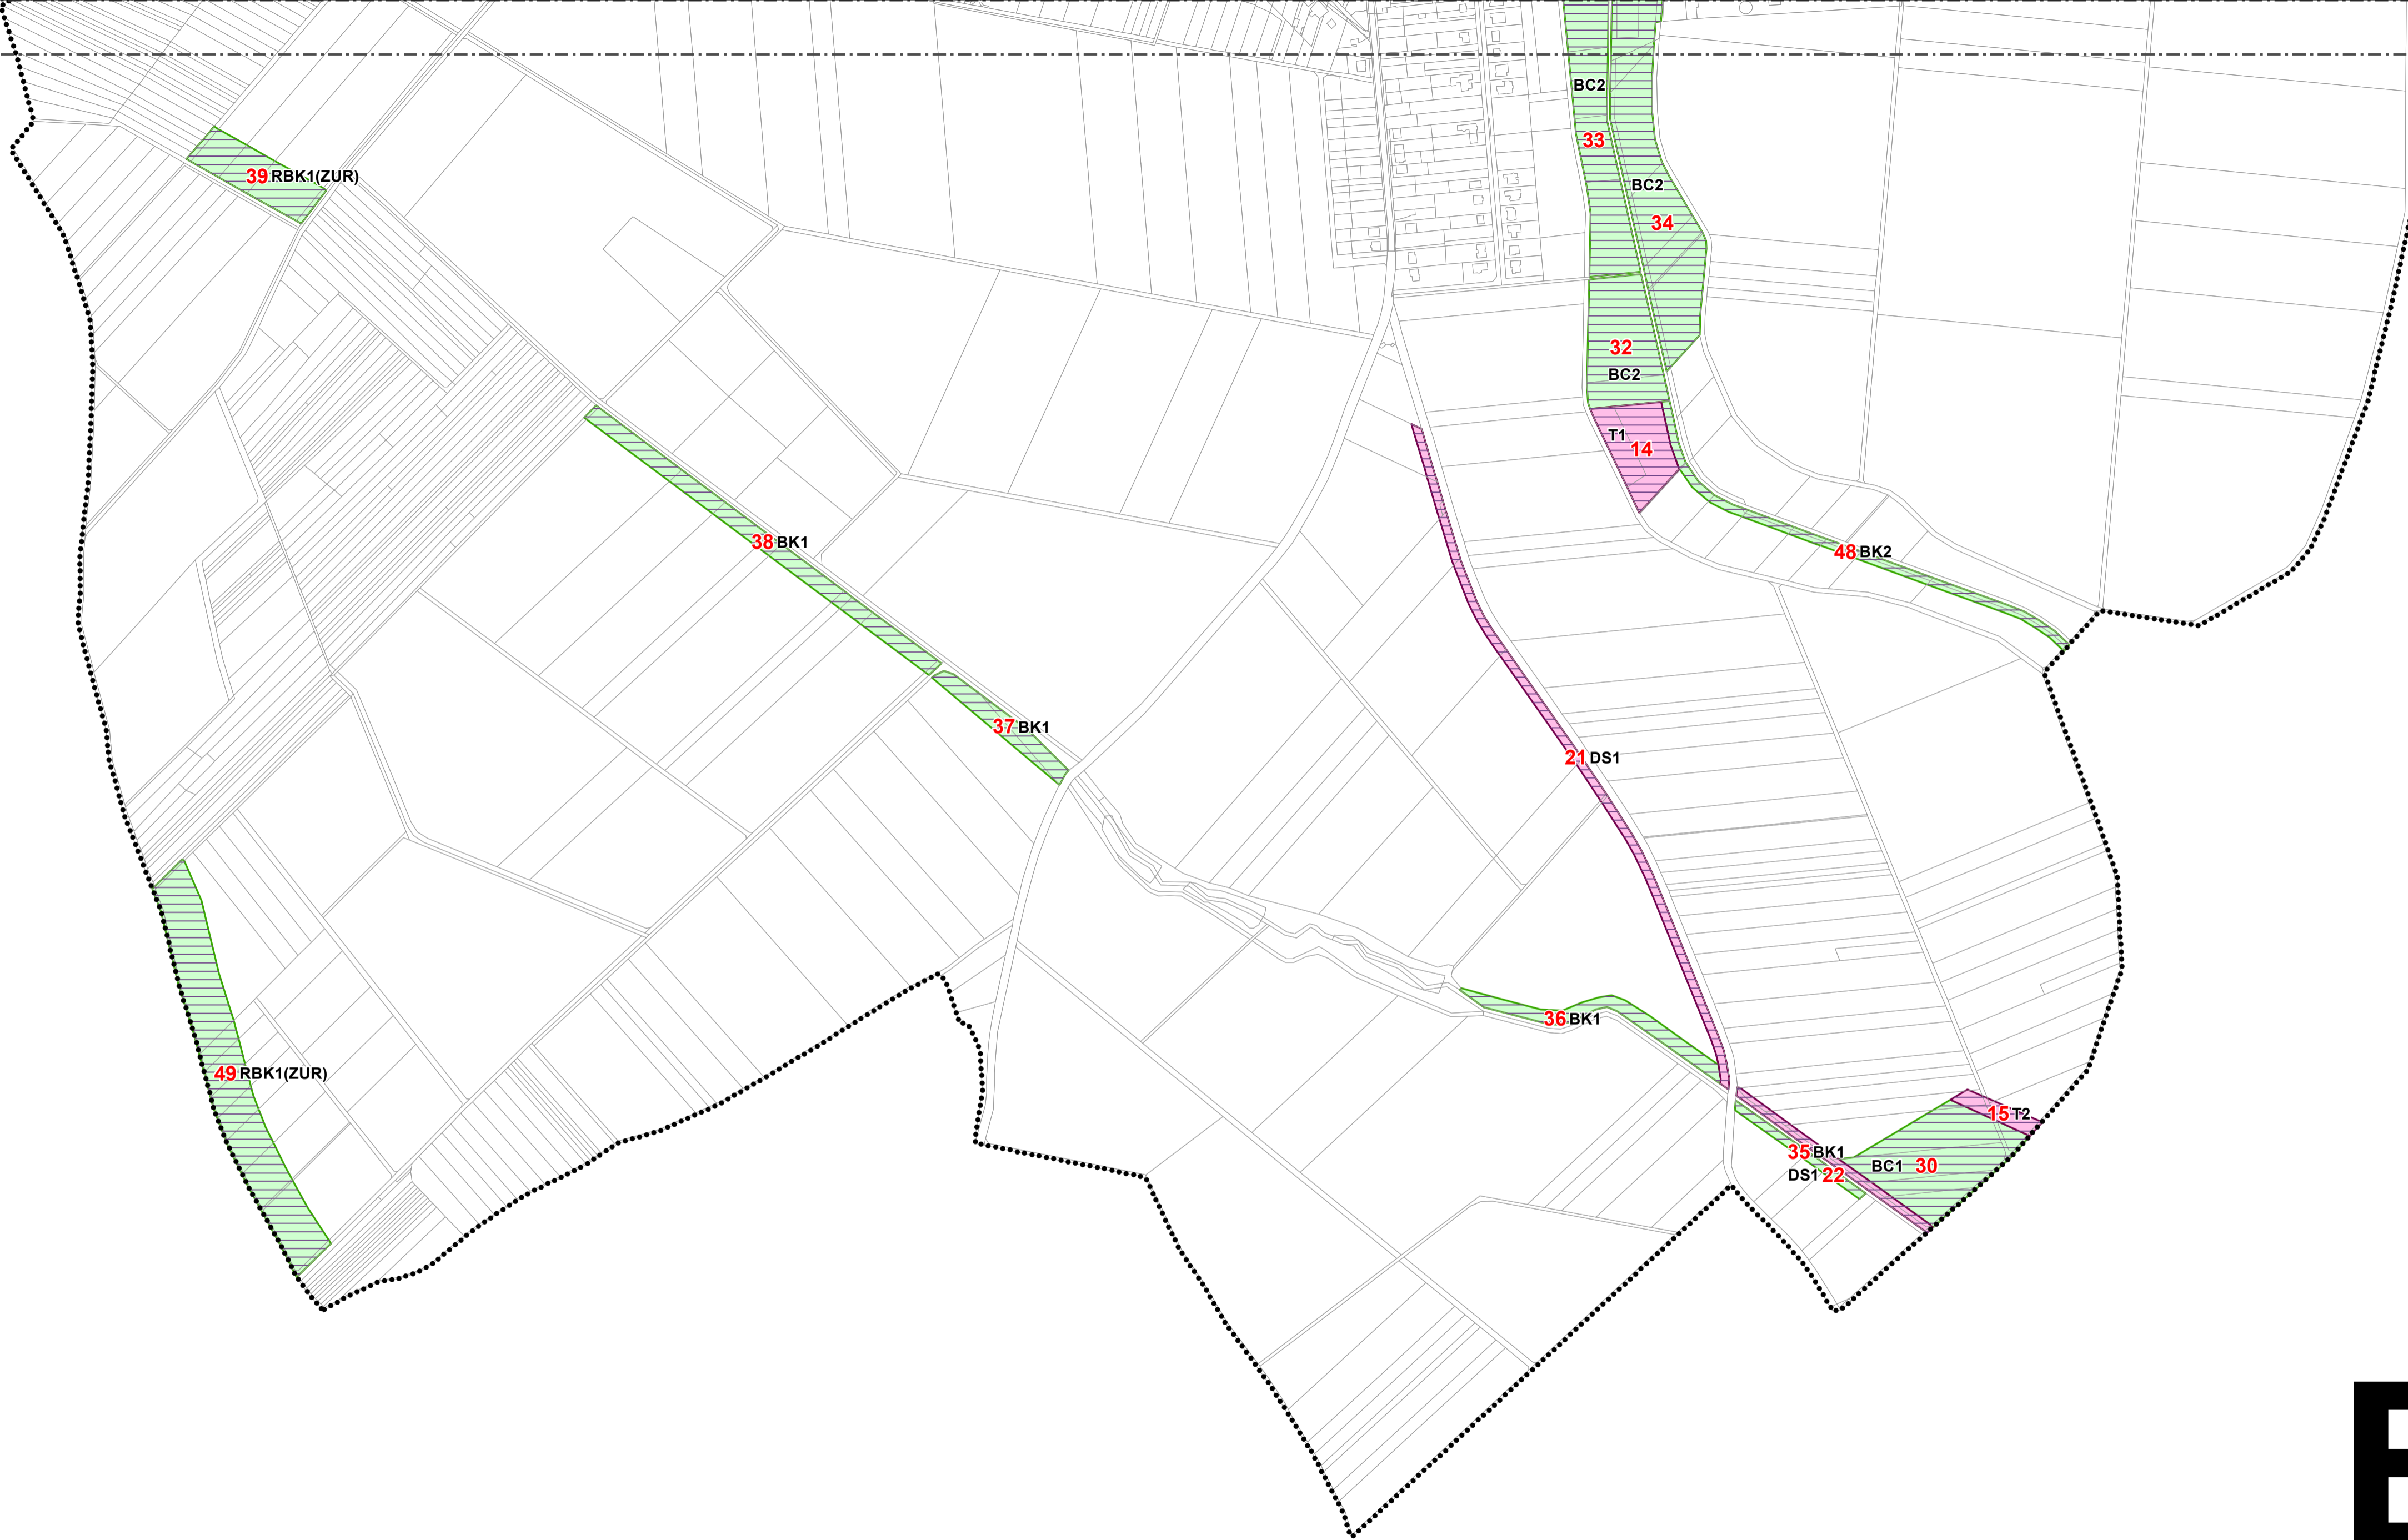 BC2
33
39 RBK1(ZUR)
BC2
34
32
BC2
T1
14
38 BK1
48 BK2
37 BK1
21 DS1
36 BK1
49 RBK1(ZUR)
15 T2
35 BK1
BC1 30
DS1 22